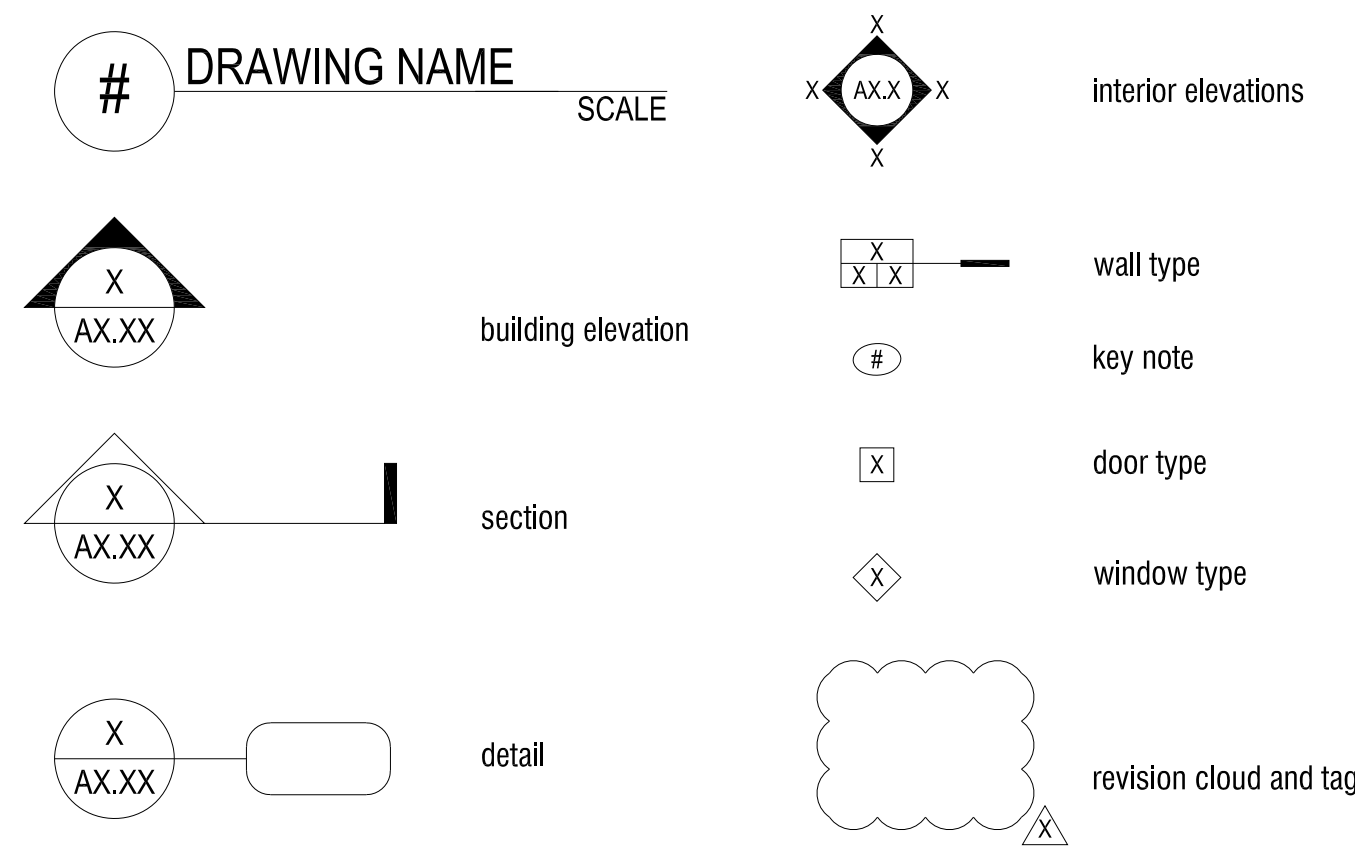 #
DRAWING NAME
SCALE
X
AX.XX
building elevation
X
AX.XX
section
X
AX.XX
detail
X
X AX.X X
X
interior elevations
X
X X
wall type
#
key note
X
door type
X
window type
revision cloud and tag
X